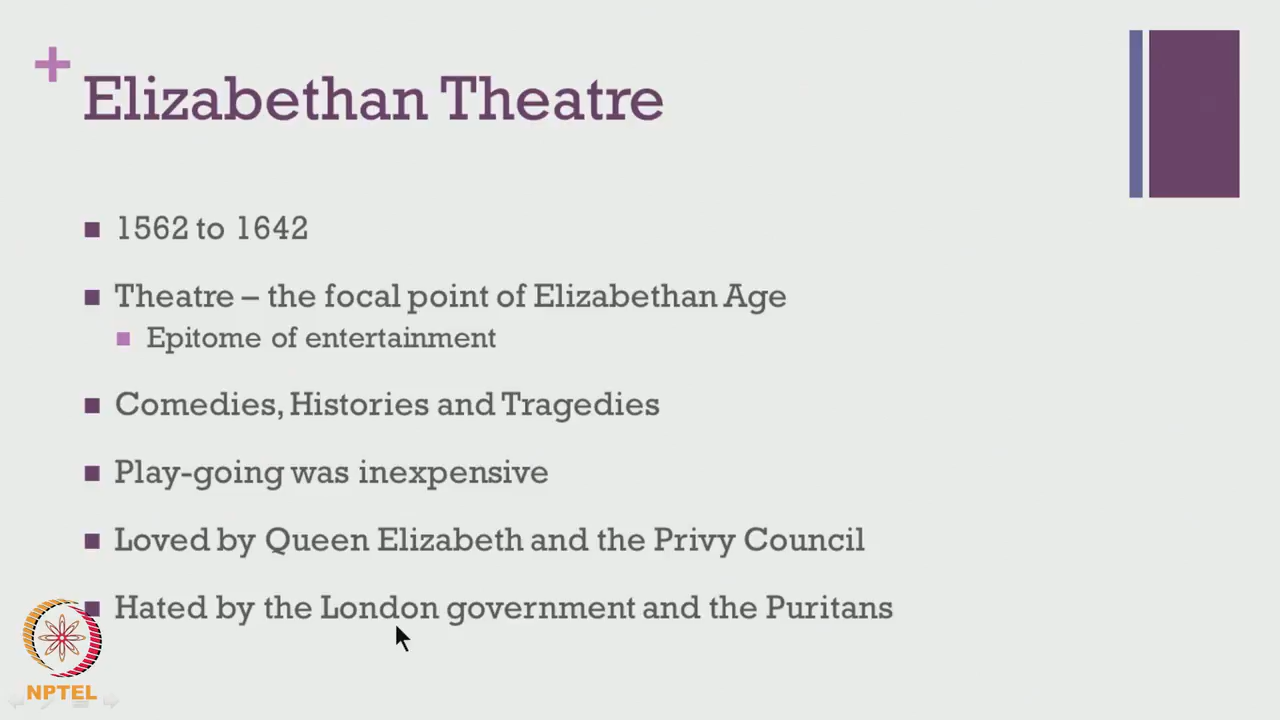 +
Elizabethan Theatre
1562 to 1642
Theatre – the focal point of Elizabethan Age
Epitome of entertainment
Comedies, Histories and Tragedies
Play-going was inexpensive
Loved by Queen Elizabeth and the Privy Council
Hated by the London government and the Puritans
NPTEL